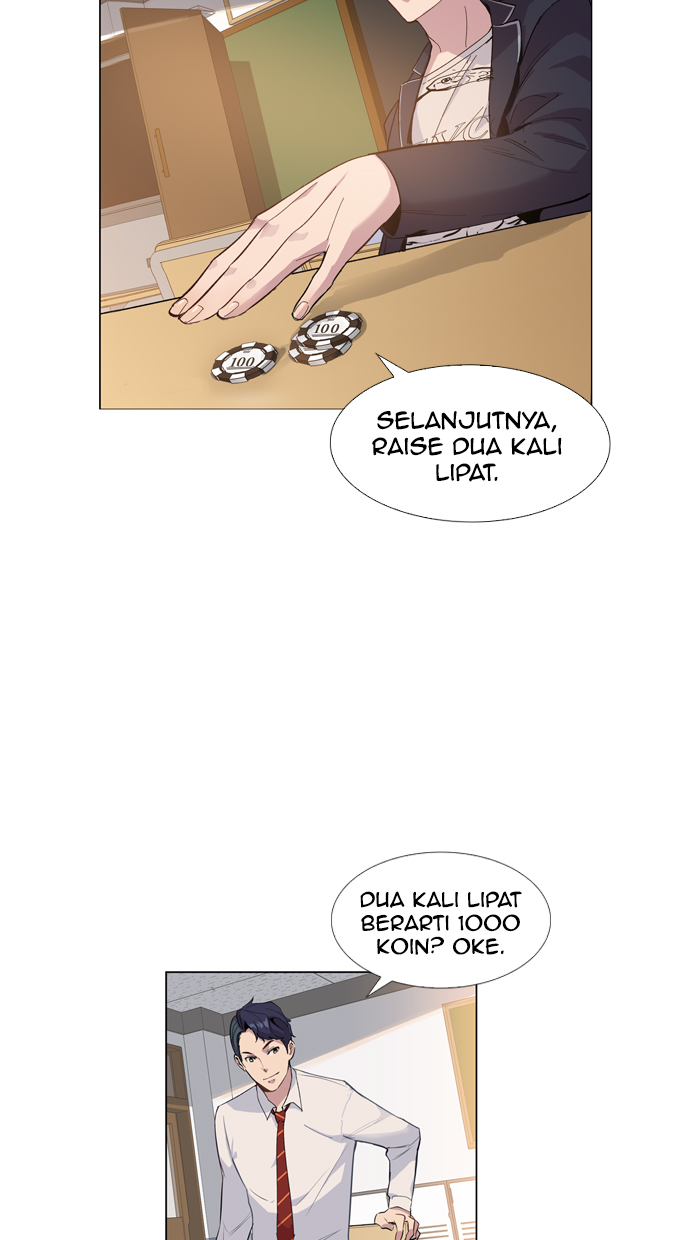 100
100
SELANJUTNYA,
RAISE DUA KALI
LIPAT.
DUA KALI LIPAT
BERARTI 1000
KOIN? OKE.